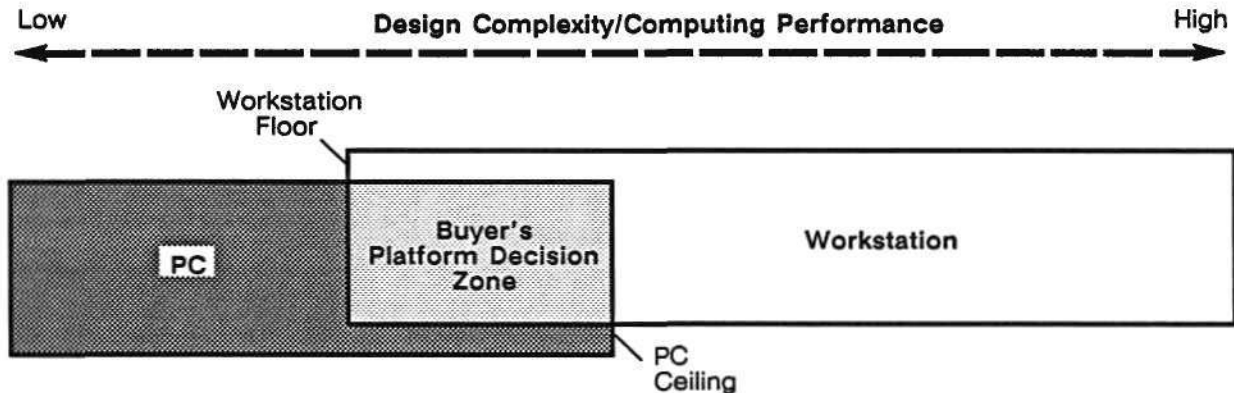 Low Design Complexity/Computing Performance High
Workstation
Floor
PC
Buyer's
Platform Decision
Zone
Workstation
PC
Ceiling